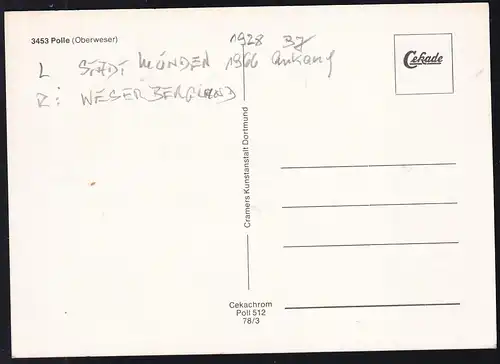 3453 Polle (Oberweser)
L STADT MÜNDEN 1928 37
1966 Ankauf
R: WESERBERGLAND
Cekade
Cramers Kunstanstalt Dortmund
Cekachrom
Poll 512
78/3